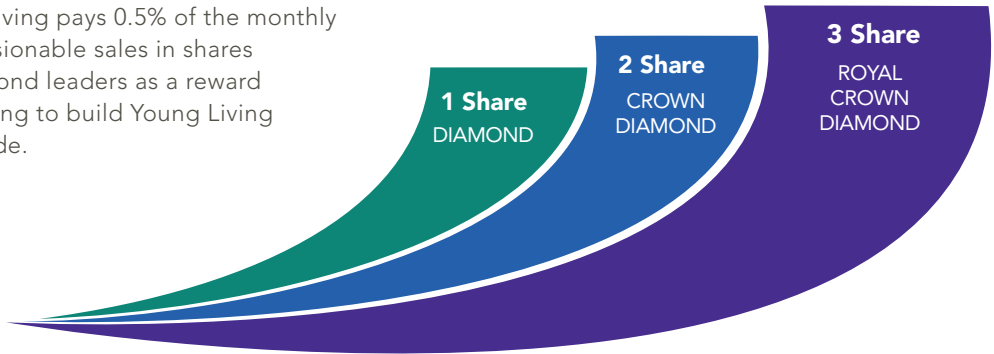 ving pays 0.5% of the monthly
sionable sales in shares
ond leaders as a reward
ng to build Young Living
de.
1 Share
DIAMOND
2 Share
CROWN
DIAMOND
3 Share
ROYAL
CROWN
DIAMOND